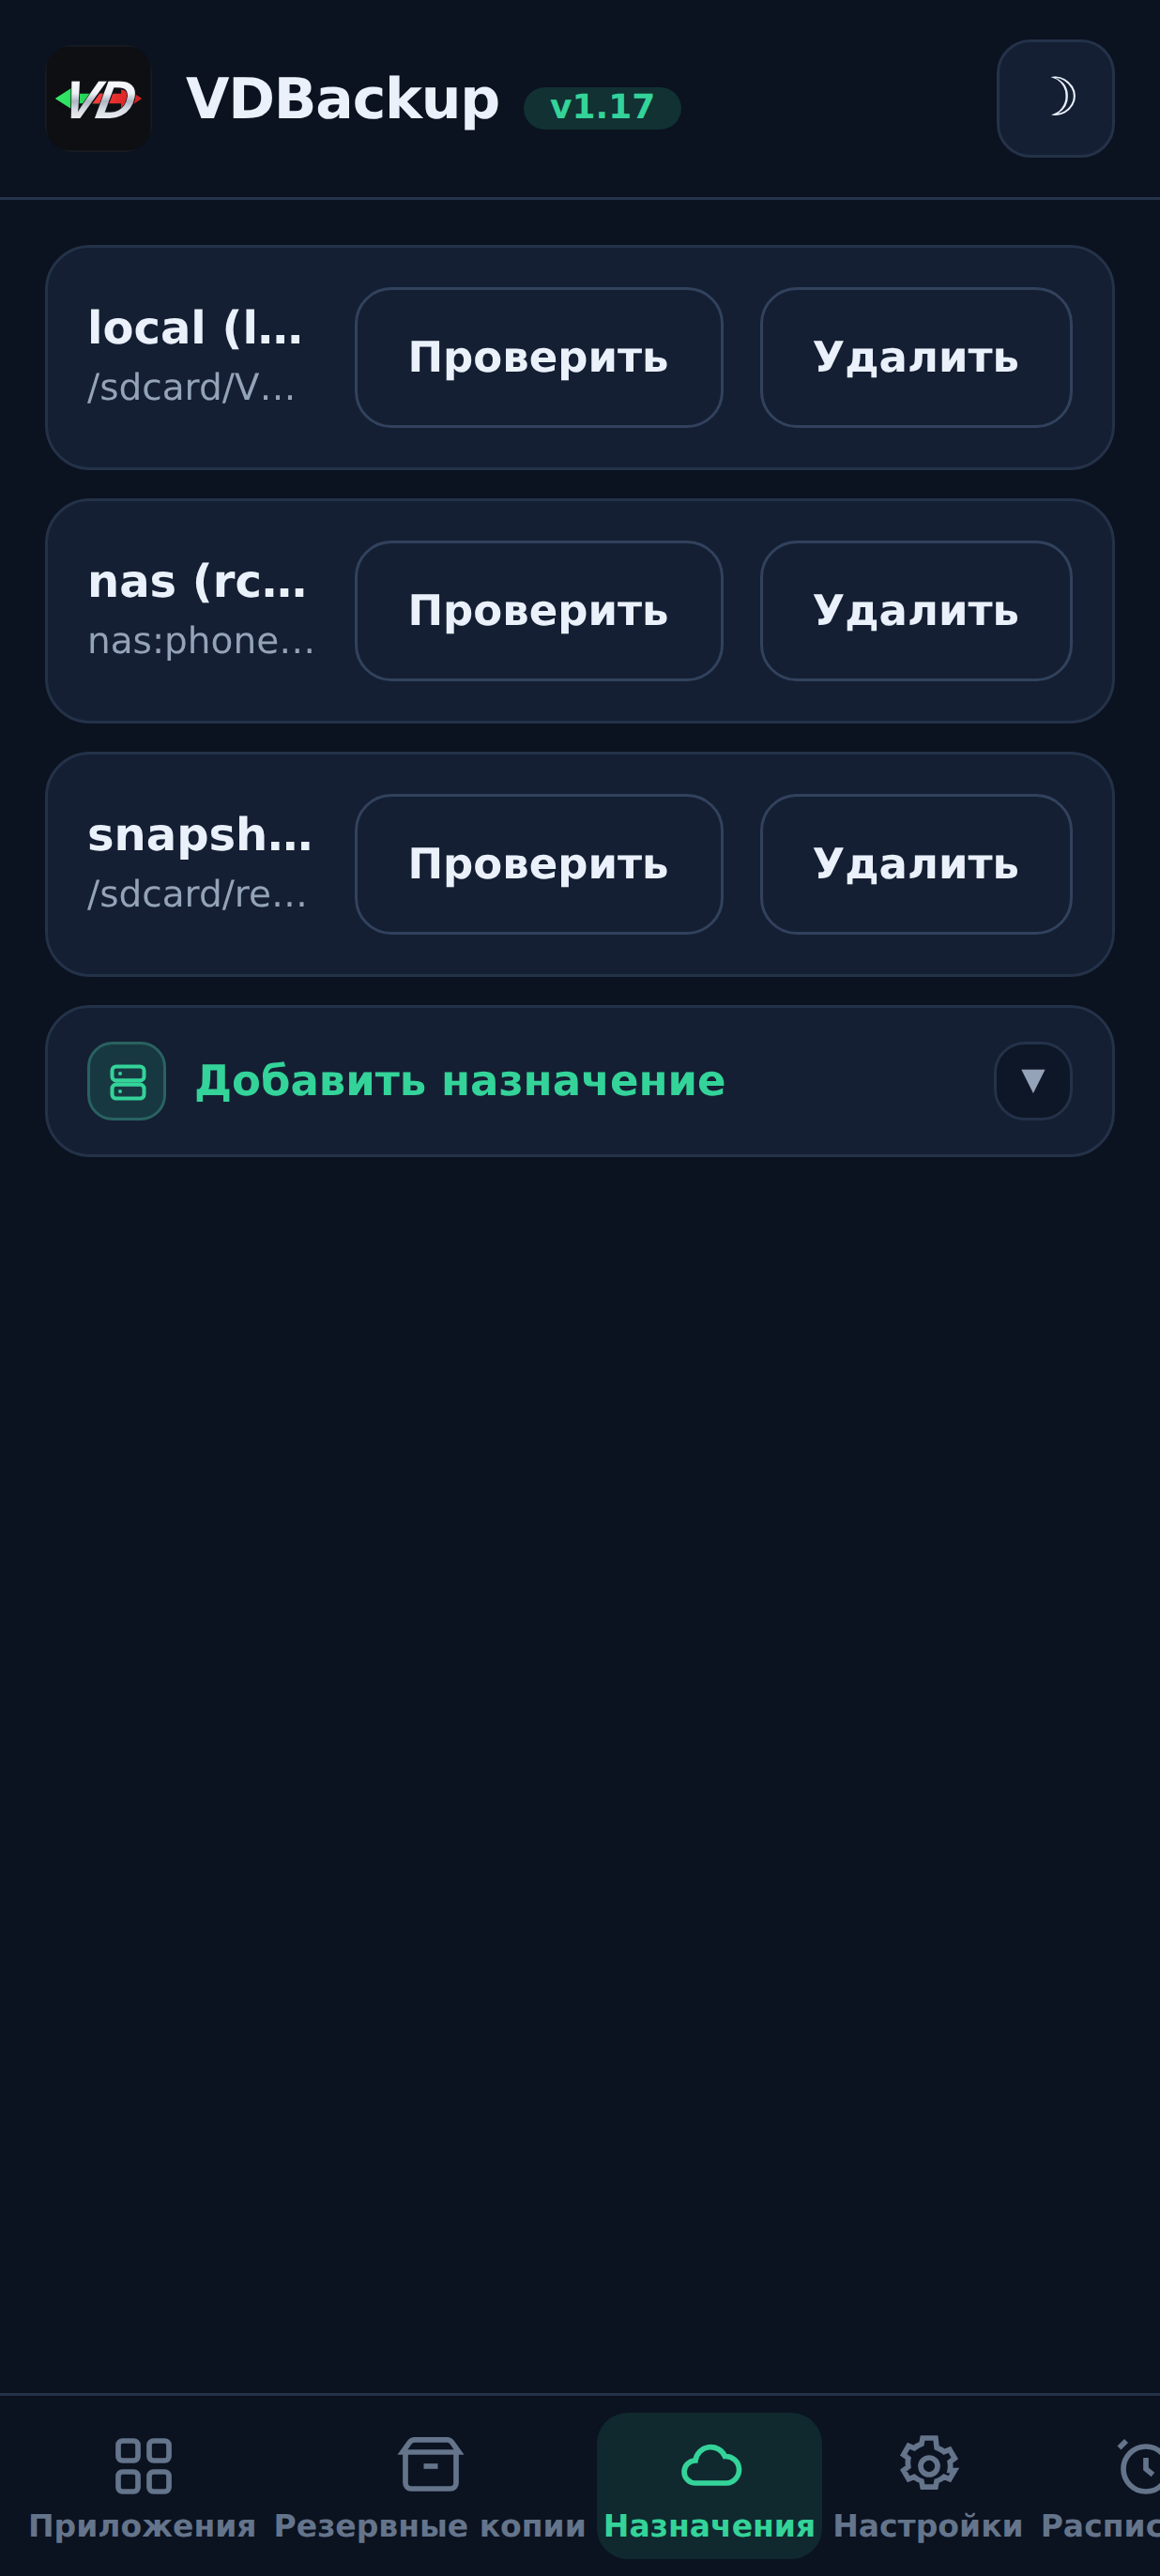 VD
VDBackup v1.17
local (l...
/sdcard/V...
Проверить
Удалить
nas (rc...
nas:phone...
Проверить
Удалить
snapsh...
/sdcard/re...
Проверить
Удалить
Добавить назначение
Приложения Резервные копии Назначения Настройки Распис